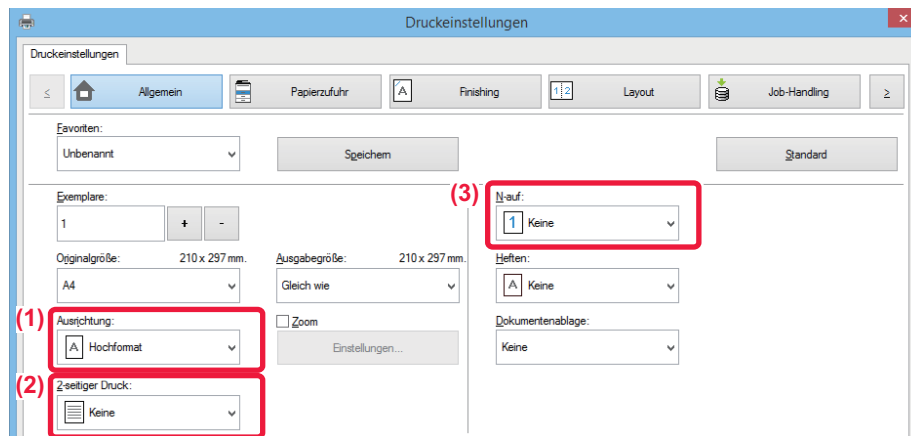 Druckeinstellungen
Druckeinstellungen
< Allgemein Papierzufuhr A Finishing 1 2 Layout Job-Handling >
Favoriten:
Unbenannt Speichern Standard
Exemplare: (3) N-auf:
1 + - 1 Keine
Originalgröße: 210 x 297 mm. Ausgabegröße: 210 x 297 mm. Heften:
A4 Gleich wie A Keine
(1) Ausrichtung: Zoom Dokumentenablage:
A Hochformat Einstellungen... Keine
(2) 2-seitiger Druck:
Keine